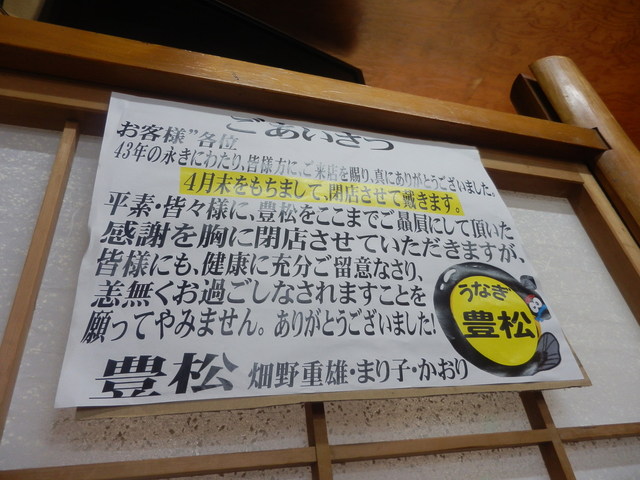 ごあいさつ
お客様”各位
43年の永きにわたり、皆様方に、ご来店を賜り、真にありがとうございました。
4月末をもちまして、閉店させて戴きます。
平素・皆々様に、豊松をここまでご贔屓にして頂いた
感謝を胸に閉店させていただきますが、
皆様にも、健康に充分ご留意なさり、
恙無くお過ごしなされますことを
願ってやみません。ありがとうございました!
うなぎ
豊松
豊松 畑野重雄・まり子・かおり